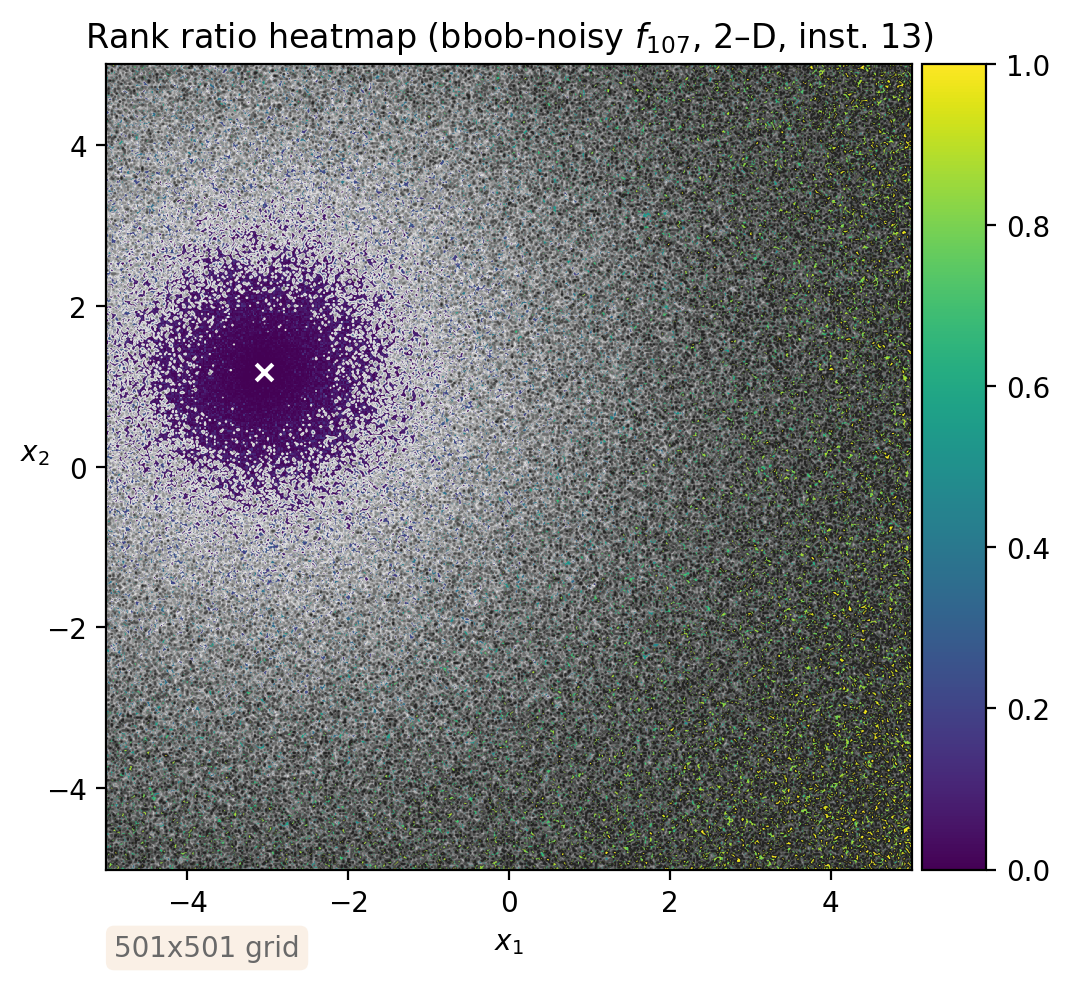 Rank ratio heatmap (bbob-noisy f107, 2–D, inst. 13)
1.0
0.8
0.6
0.4
0.2
0.0
4
2
0
−2
−4
x2
−4 −2 0 2 4
x1
501x501 grid